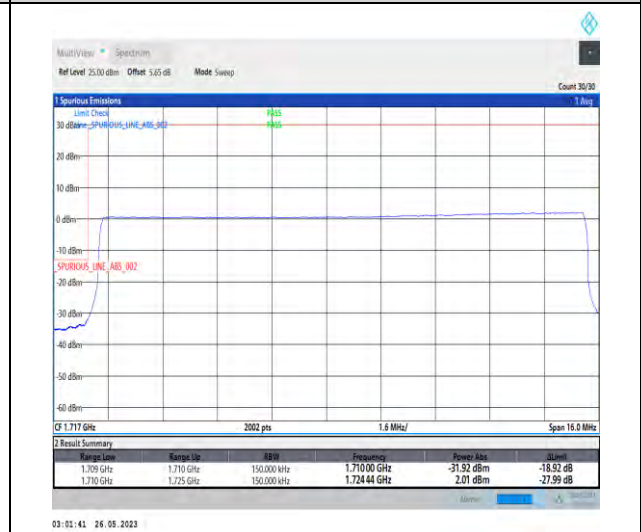 MultiView Spectrum
Ref Level 25.00 dBm Offset 5.65 dB Mode Sweep
Count 30/30
1 Spurious Emissions 1 Avg
Limit Check PASS
30 dBm Line _SPURIOUS_LINE_ABS_002 PASS
20 dBm
10 dBm
0 dBm
-10 dBm
_SPURIOUS_LINE_ABS_002
-20 dBm
-30 dBm
-40 dBm
-50 dBm
-60 dBm
CF 1.717 GHz 2002 pts 1.6 MHz/ Span 16.0 MHz
2 Result Summary
Range Low Range Up RBW Frequency Power Abs ΔLimit
1.709 GHz 1.710 GHz 150.000 kHz 1.71000 GHz -31.92 dBm -18.92 dB
1.710 GHz 1.725 GHz 150.000 kHz 1.72444 GHz 2.01 dBm -27.99 dB
03:01:41 26.05.2023